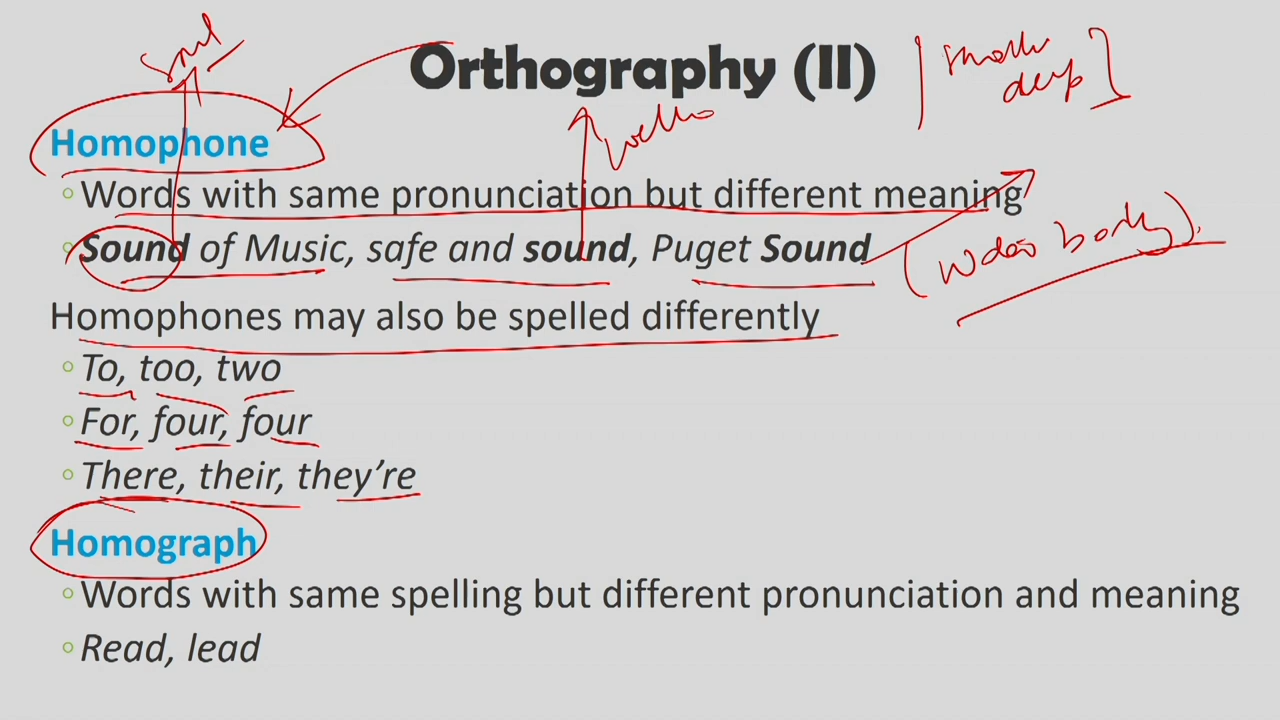 Orthography (II)
Homophone
Words with same pronunciation but different meaning
Sound of Music, safe and sound, Puget Sound
Homophones may also be spelled differently
To, too, two
For, four, four
There, their, they're
Homograph
Words with same spelling but different pronunciation and meaning
Read, lead
body